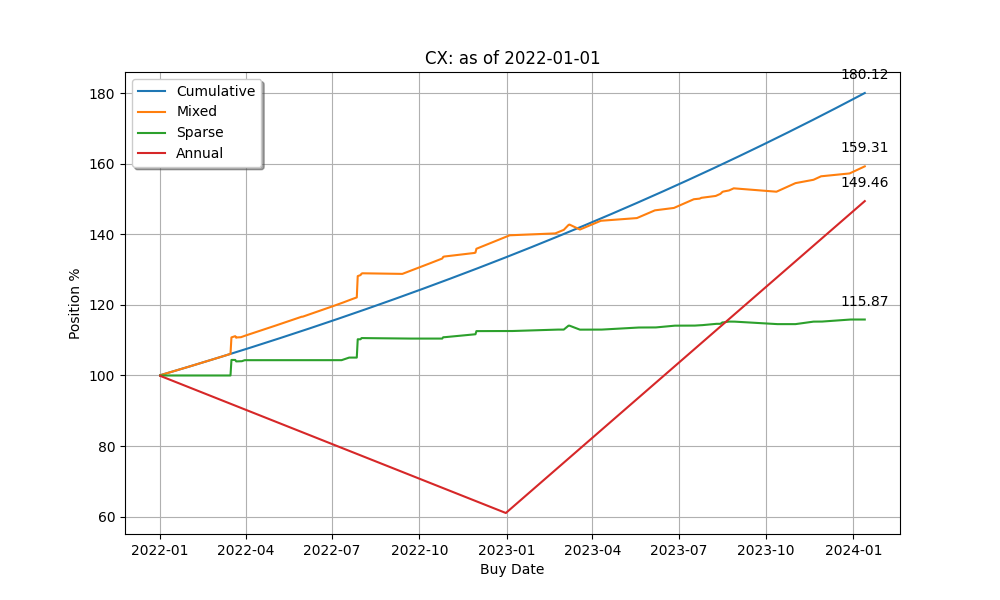 CX: as of 2022-01-01
Cumulative
Mixed
Sparse
Annual
180.12
159.31
149.46
115.87
Position %
180
160
140
120
100
80
60
2022-01
2022-04
2022-07
2022-10
2023-01
2023-04
2023-07
2023-10
2024-01
Buy Date